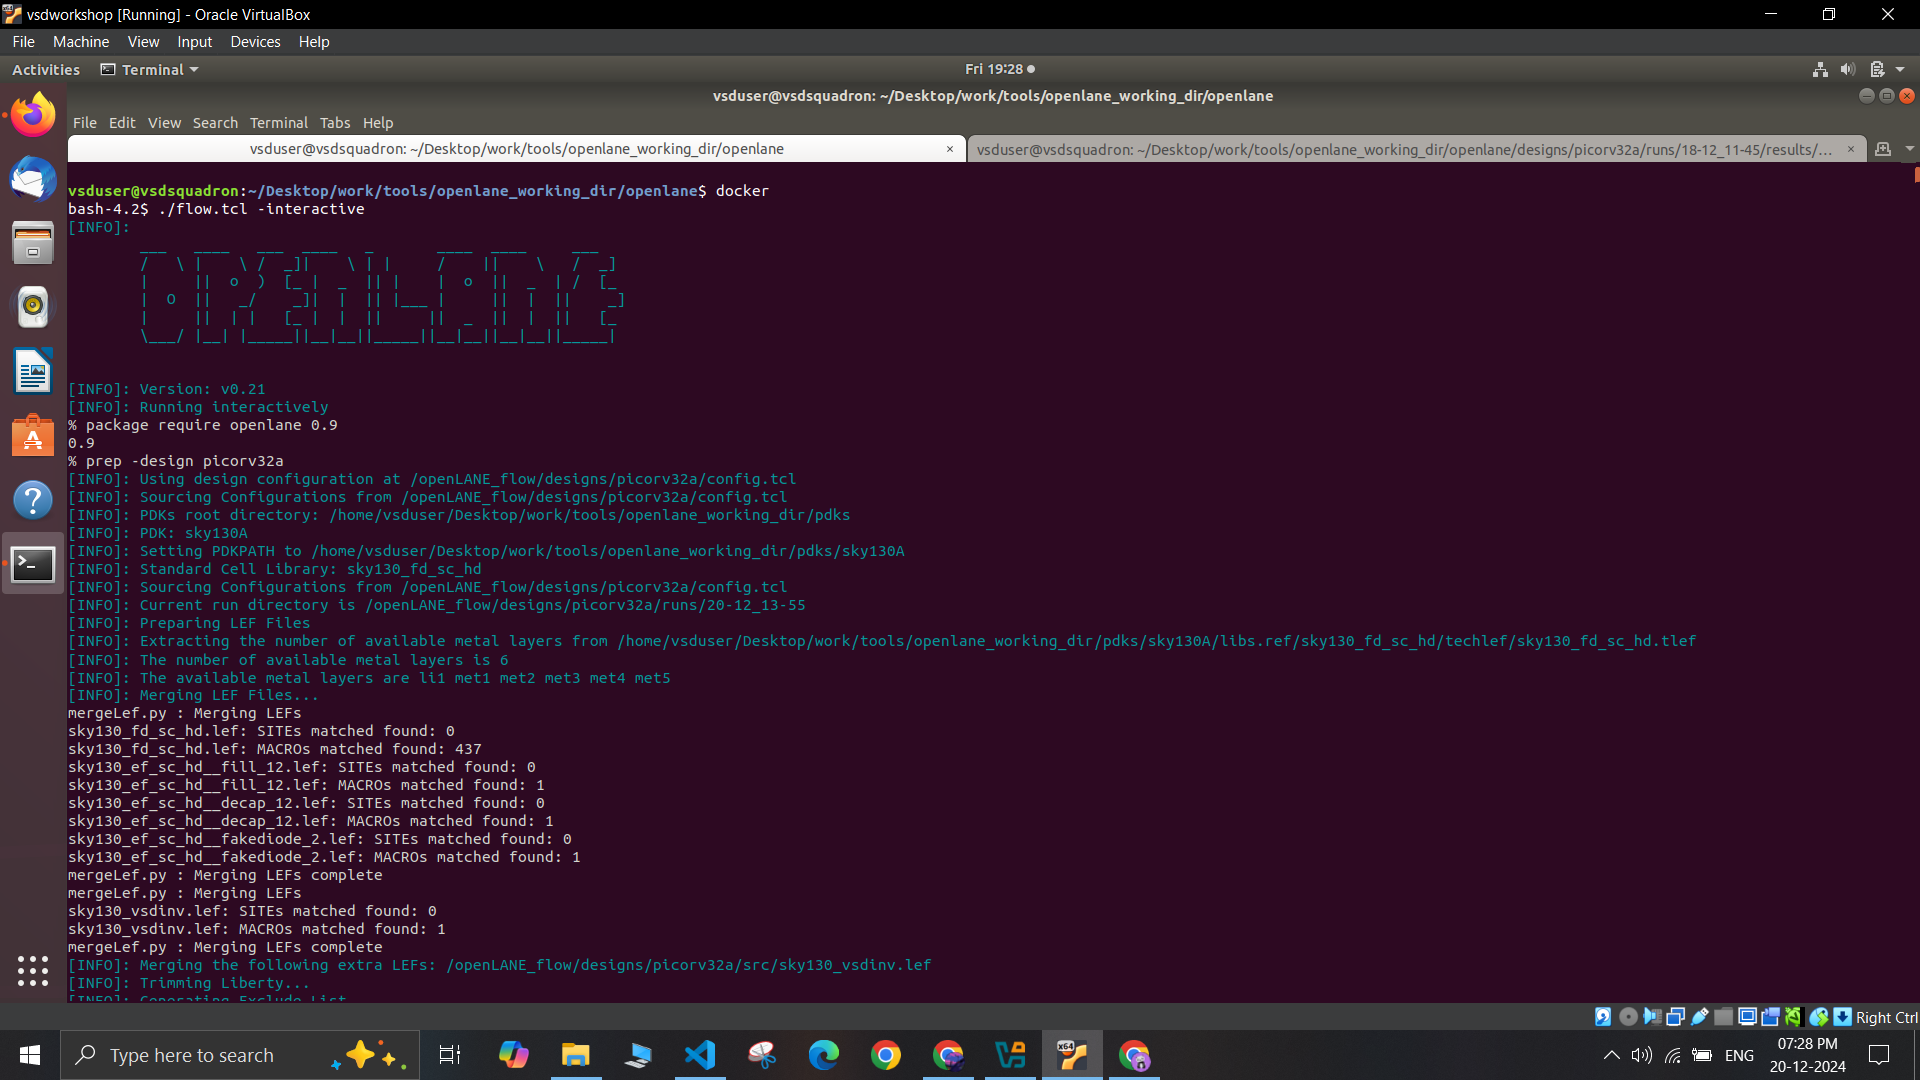 vsdworkshop [Running] - Oracle VirtualBox
File Machine View Input Devices Help
Activities Terminal Fri 19:28
vsduser@vsdsquadron: ~/Desktop/work/tools/openlane_working_dir/openlane
File Edit View Search Terminal Tabs Help
vsduser@vsdsquadron: ~/Desktop/work/tools/openlane_working_dir/openlane × vsduser@vsdsquadron: ~/Desktop/work/tools/openlane_working_dir/openlane/designs/picorv32a/runs/18-12_11-45/results/... ×
vsduser@vsdsquadron:~/Desktop/work/tools/openlane_working_dir/openlane$ docker
bash-4.2$ ./flow.tcl -interactive
[INFO]:
OPENLANE
[INFO]: Version: v0.21
[INFO]: Running interactively
% package require openlane 0.9
0.9
% prep -design picorv32a
[INFO]: Using design configuration at /openLANE_flow/designs/picorv32a/config.tcl
[INFO]: Sourcing Configurations from /openLANE_flow/designs/picorv32a/config.tcl
[INFO]: PDKs root directory: /home/vsduser/Desktop/work/tools/openlane_working_dir/pdks
[INFO]: PDK: sky130A
[INFO]: Setting PDKPATH to /home/vsduser/Desktop/work/tools/openlane_working_dir/pdks/sky130A
[INFO]: Standard Cell Library: sky130_fd_sc_hd
[INFO]: Sourcing Configurations from /openLANE_flow/designs/picorv32a/config.tcl
[INFO]: Current run directory is /openLANE_flow/designs/picorv32a/runs/20-12_13-55
[INFO]: Preparing LEF Files
[INFO]: Extracting the number of available metal layers from /home/vsduser/Desktop/work/tools/openlane_working_dir/pdks/sky130A/libs.ref/sky130_fd_sc_hd/techlef/sky130_fd_sc_hd.tlef
[INFO]: The number of available metal layers is 6
[INFO]: The available metal layers are li1 met1 met2 met3 met4 met5
[INFO]: Merging LEF Files...
mergeLef.py : Merging LEFs
sky130_fd_sc_hd.lef: SITEs matched found: 0
sky130_fd_sc_hd.lef: MACROs matched found: 437
sky130_ef_sc_hd__fill_12.lef: SITEs matched found: 0
sky130_ef_sc_hd__fill_12.lef: MACROs matched found: 1
sky130_ef_sc_hd__decap_12.lef: SITEs matched found: 0
sky130_ef_sc_hd__decap_12.lef: MACROs matched found: 1
sky130_ef_sc_hd__fakediode_2.lef: SITEs matched found: 0
sky130_ef_sc_hd__fakediode_2.lef: MACROs matched found: 1
mergeLef.py : Merging LEFs complete
mergeLef.py : Merging LEFs
sky130_vsdinv.lef: SITEs matched found: 0
sky130_vsdinv.lef: MACROs matched found: 1
mergeLef.py : Merging LEFs complete
[INFO]: Merging the following extra LEFs: /openLANE_flow/designs/picorv32a/src/sky130_vsdinv.lef
[INFO]: Trimming Liberty...
[INFO]: Generating Exclude List
Right Ctrl
Type here to search
ENG
07:28 PM
20-12-2024